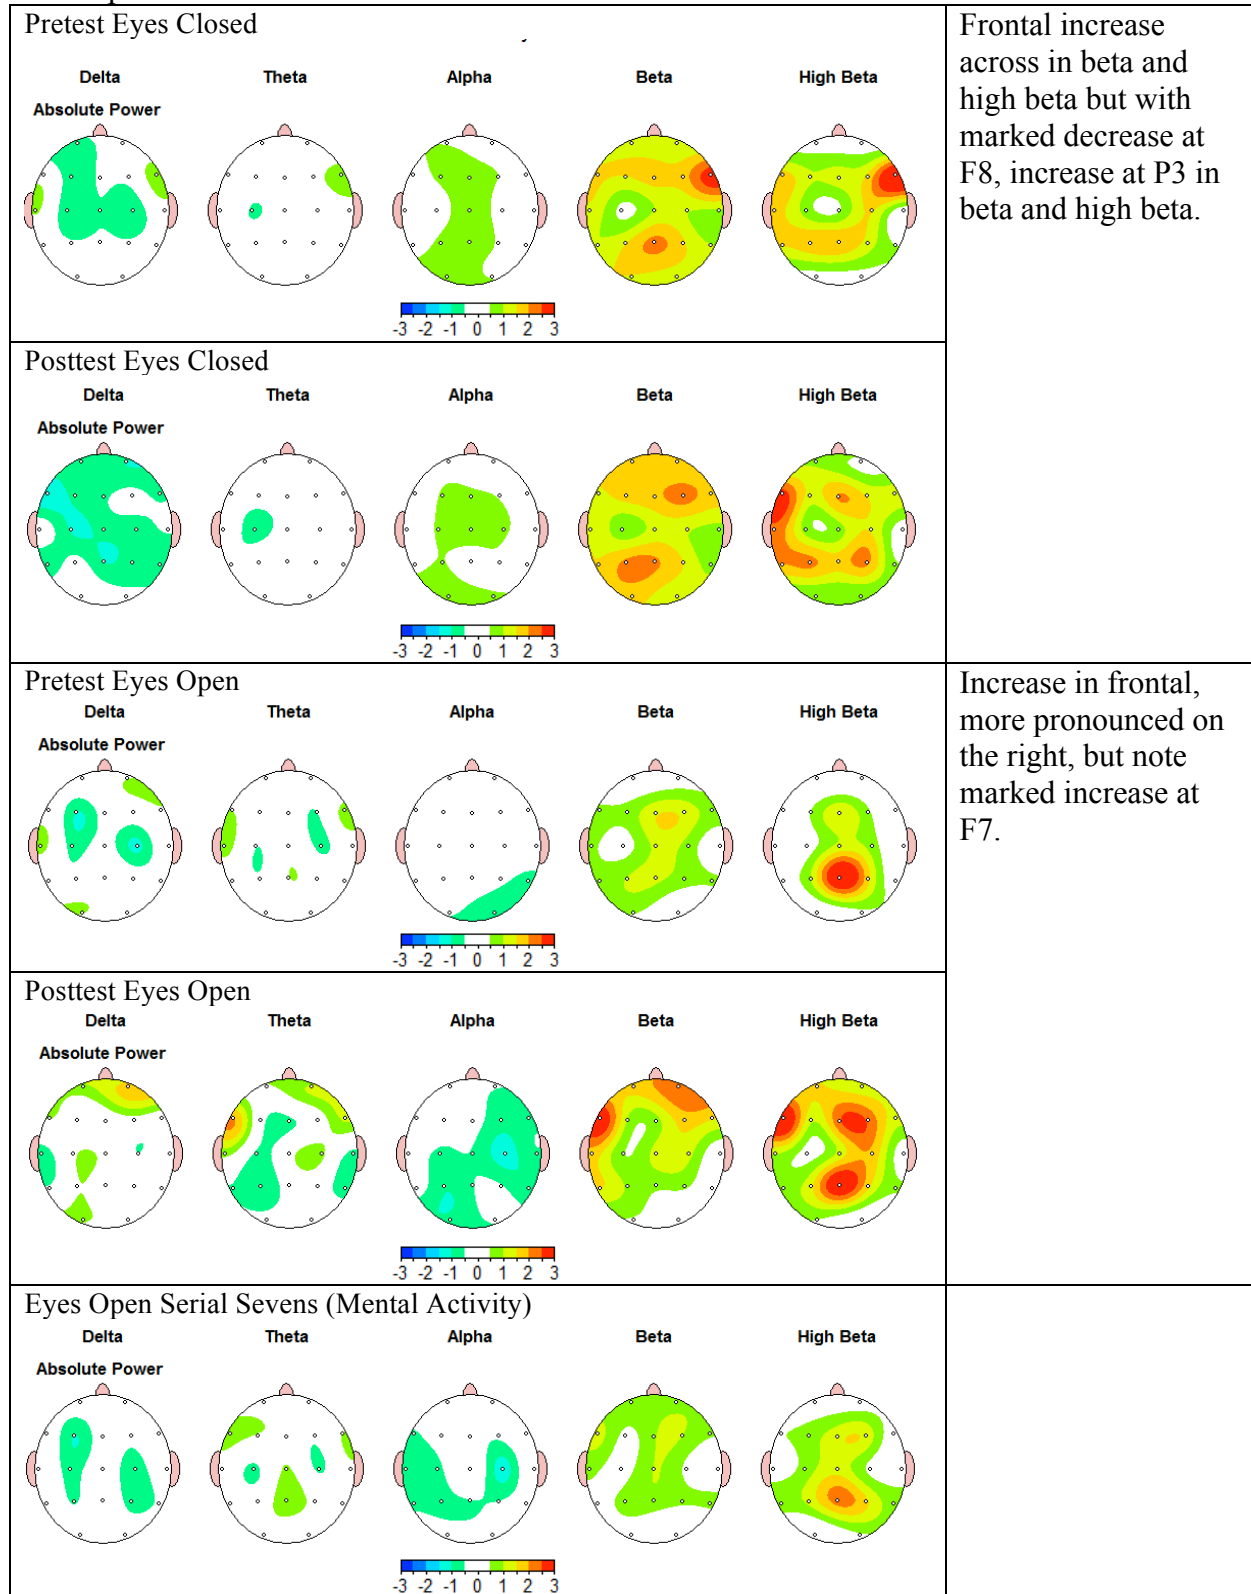 Pretest Eyes Closed
Delta Theta Alpha Beta High Beta
Absolute Power
-3 -2 -1 0 1 2 3
Frontal increase
across in beta and
high beta but with
marked decrease at
F8, increase at P3 in
beta and high beta.
Posttest Eyes Closed
Delta Theta Alpha Beta High Beta
Absolute Power
-3 -2 -1 0 1 2 3
Pretest Eyes Open
Delta Theta Alpha Beta High Beta
Absolute Power
-3 -2 -1 0 1 2 3
Increase in frontal,
more pronounced on
the right, but note
marked increase at
F7.
Posttest Eyes Open
Delta Theta Alpha Beta High Beta
Absolute Power
-3 -2 -1 0 1 2 3
Eyes Open Serial Sevens (Mental Activity)
Delta Theta Alpha Beta High Beta
Absolute Power
-3 -2 -1 0 1 2 3